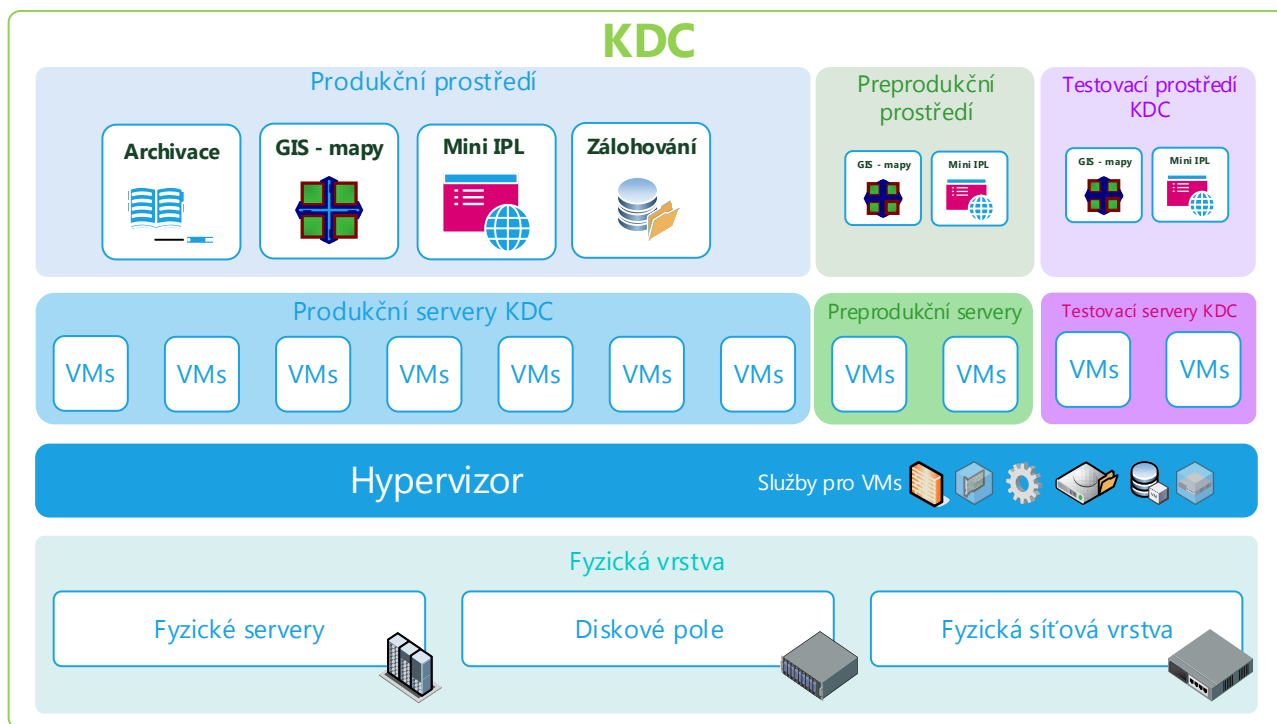 KDC
Produkční prostředí
Archivace
GIS - mapy
Mini IPL
Zálohování
Preprodukční
prostředí
GIS - mapy
Mini IPL
Testovací prostředí
KDC
GIS - mapy
Mini IPL
Produkční servery KDC
VMs
VMs
VMs
VMs
VMs
VMs
VMs
Preprodukční servery
VMs
VMs
Testovací servery KDC
VMs
VMs
Hypervizor
Služby pro VMs
Fyzická vrstva
Fyzické servery
Diskové pole
Fyzická síťová vrstva